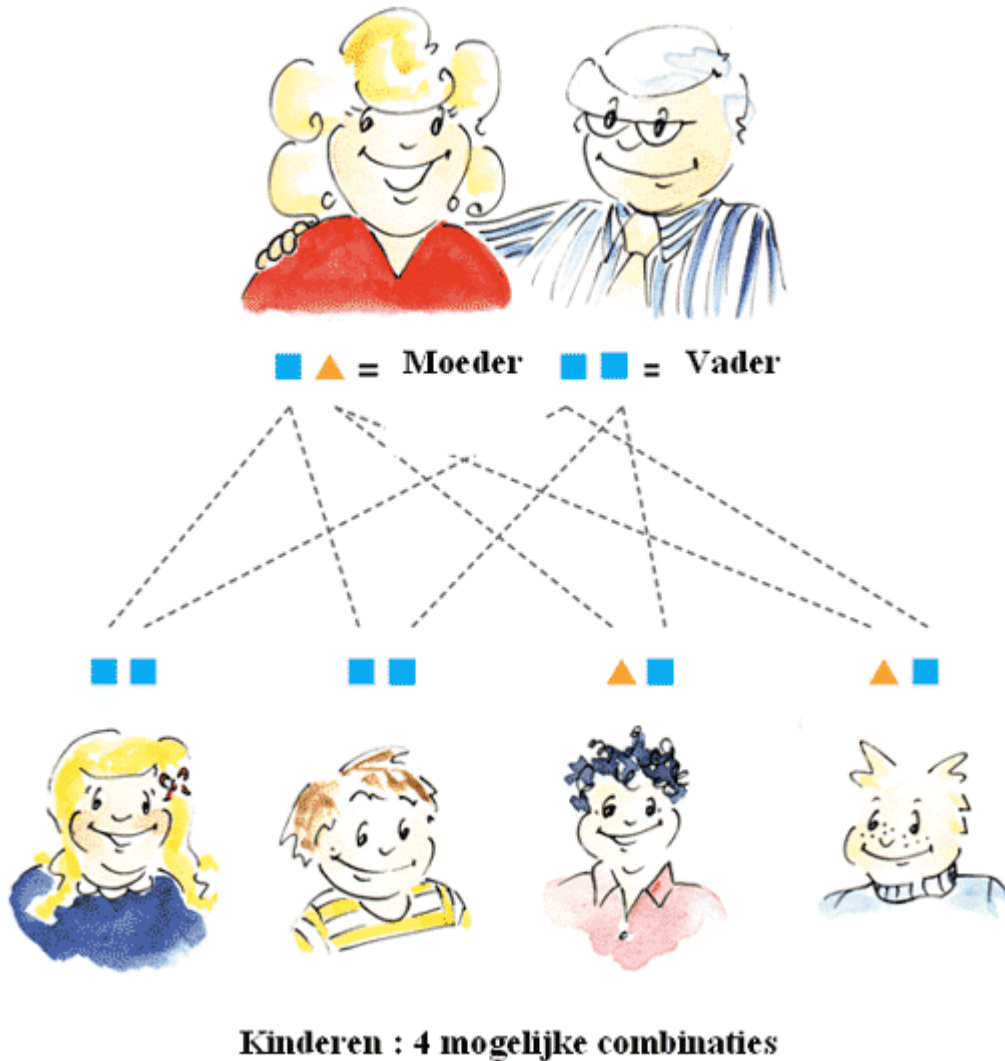 = Moeder = Vader
Kinderen : 4 mogelijke combinaties